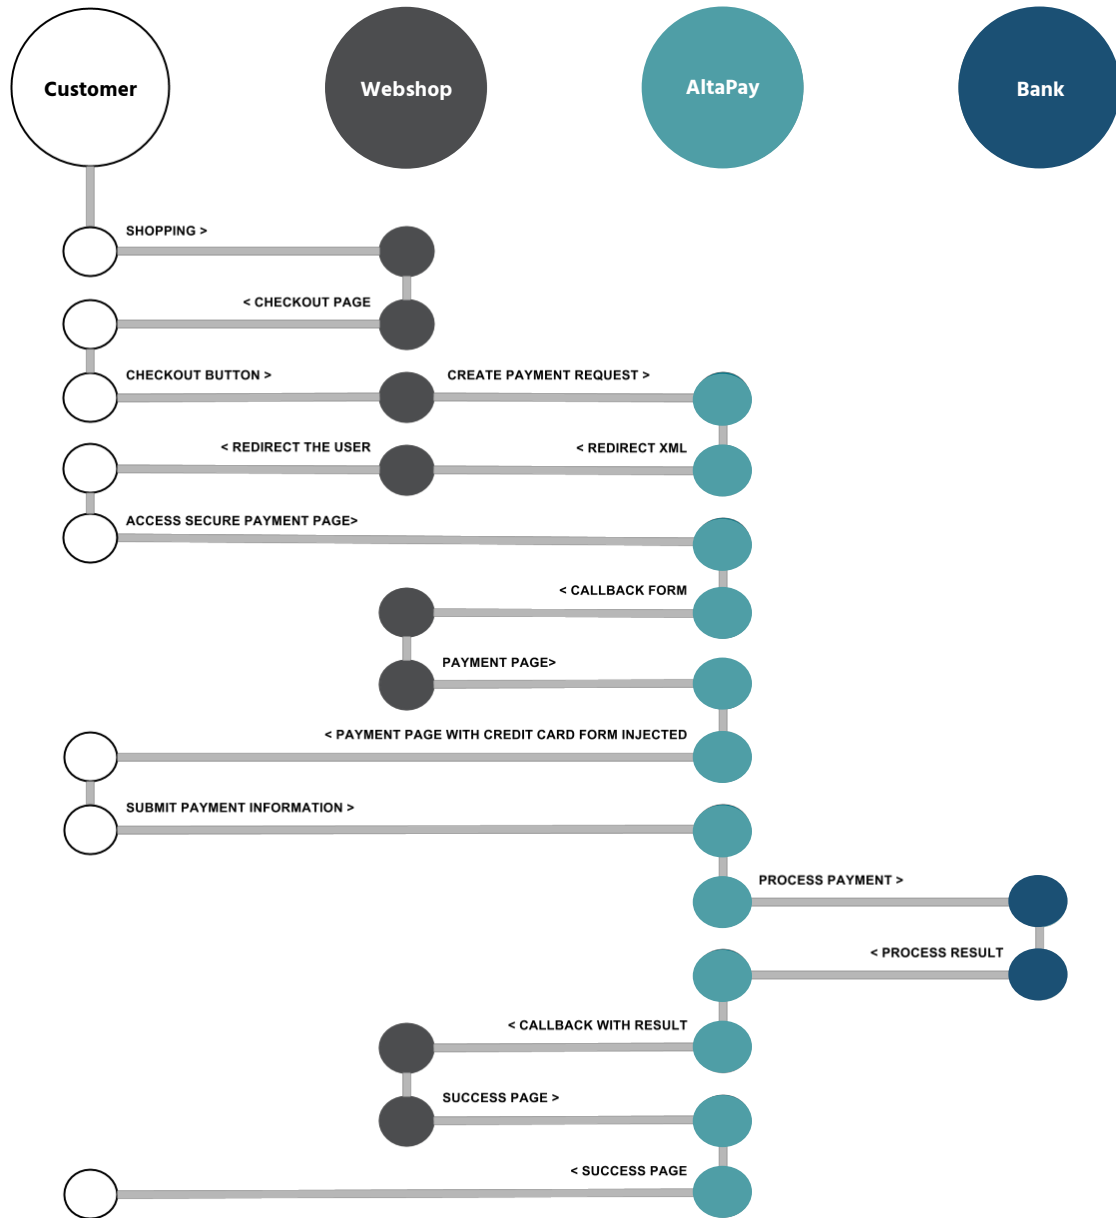 Customer
Webshop
AltaPay
Bank
SHOPPING >
< CHECKOUT PAGE
CHECKOUT BUTTON >
CREATE PAYMENT REQUEST >
< REDIRECT THE USER
< REDIRECT XML
ACCESS SECURE PAYMENT PAGE>
< CALLBACK FORM
PAYMENT PAGE>
< PAYMENT PAGE WITH CREDIT CARD FORM INJECTED
SUBMIT PAYMENT INFORMATION >
PROCESS PAYMENT >
< PROCESS RESULT
< CALLBACK WITH RESULT
SUCCESS PAGE >
< SUCCESS PAGE